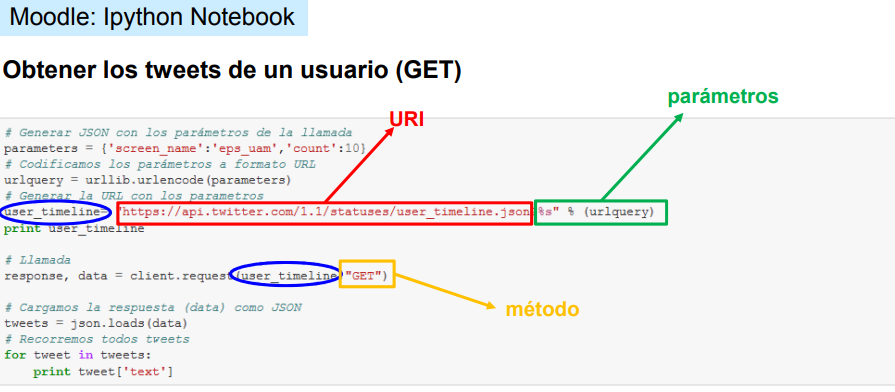 Moodle: Ipython Notebook
Obtener los tweets de un usuario (GET)
parámetros
URI
# Generar JSON con los parámetros de la llamada
parameters = {'screen_name':'eps_uam','count':10}
# Codificamos los parámetros a formato URL
urlquery = urllib.urlencode(parameters)
# Generar la URL con los parametros
user_timeline= "https://api.twitter.com/1.1/statuses/user_timeline.json?%s" % (urlquery)
print user_timeline
# Llamada
response, data = client.request(user_timeline,"GET")
método
# Cargamos la respuesta (data) como JSON
tweets = json.loads(data)
# Recorremos todos tweets
for tweet in tweets:
print tweet['text']